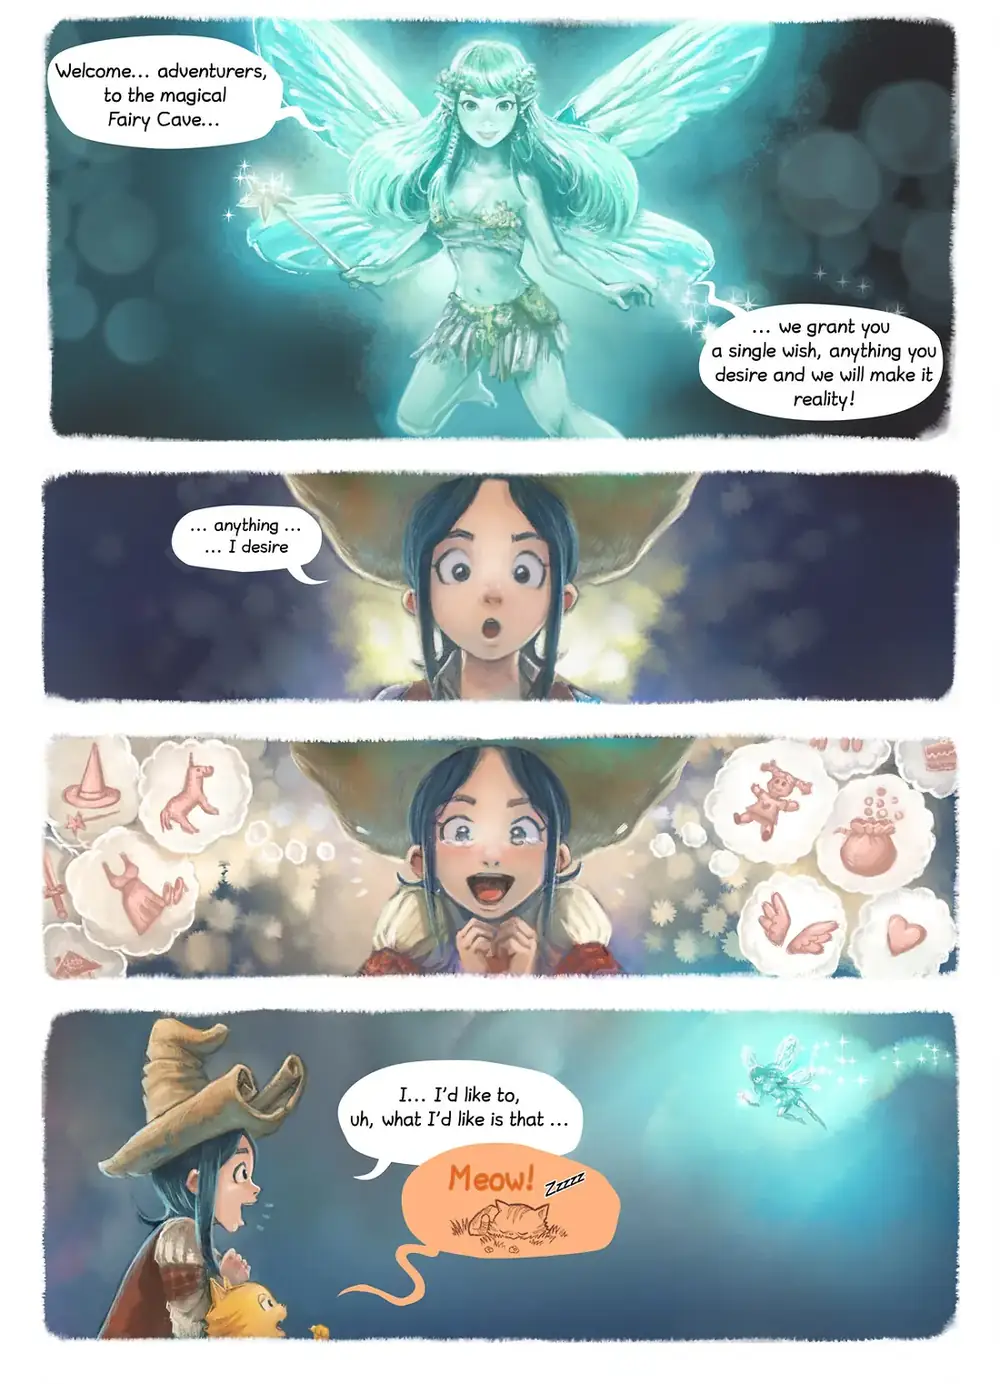 Welcome... adventurers,
to the magical
Fairy Cave...
... we grant you
a single wish, anything you
desire and we will make it
reality!
... anything ...
... I desire
I... I'd like to,
uh, what I'd like is that ...
Meow!
Zzzzz